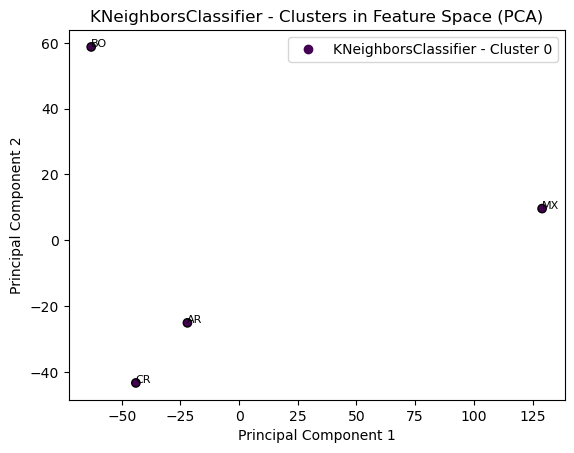 KNeighborsClassifier - Clusters in Feature Space (PCA)
KNeighborsClassifier - Cluster 0
BO
MX
AR
CR
60
40
20
0
−20
−40
Principal Component 2
−50
−25
0
25
50
75
100
125
Principal Component 1